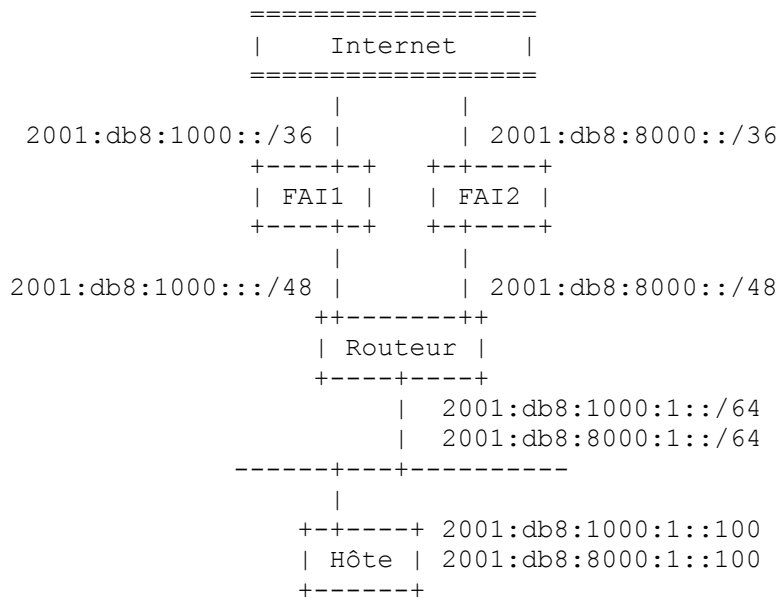 ==================
| Internet |
==================
| |
2001:db8:1000::/36 | | 2001:db8:8000::/36
+----+-+ +-+----+
| FAI1 | | FAI2 |
+----+-+ +-+----+
| |
2001:db8:1000:::/48 | | 2001:db8:8000::/48
++-------++
| Routeur |
+----+----+
| 2001:db8:1000:1::/64
| 2001:db8:8000:1::/64
------+---+----------
|
+-+----+ 2001:db8:1000:1::100
| Hôte | 2001:db8:8000:1::100
+------+